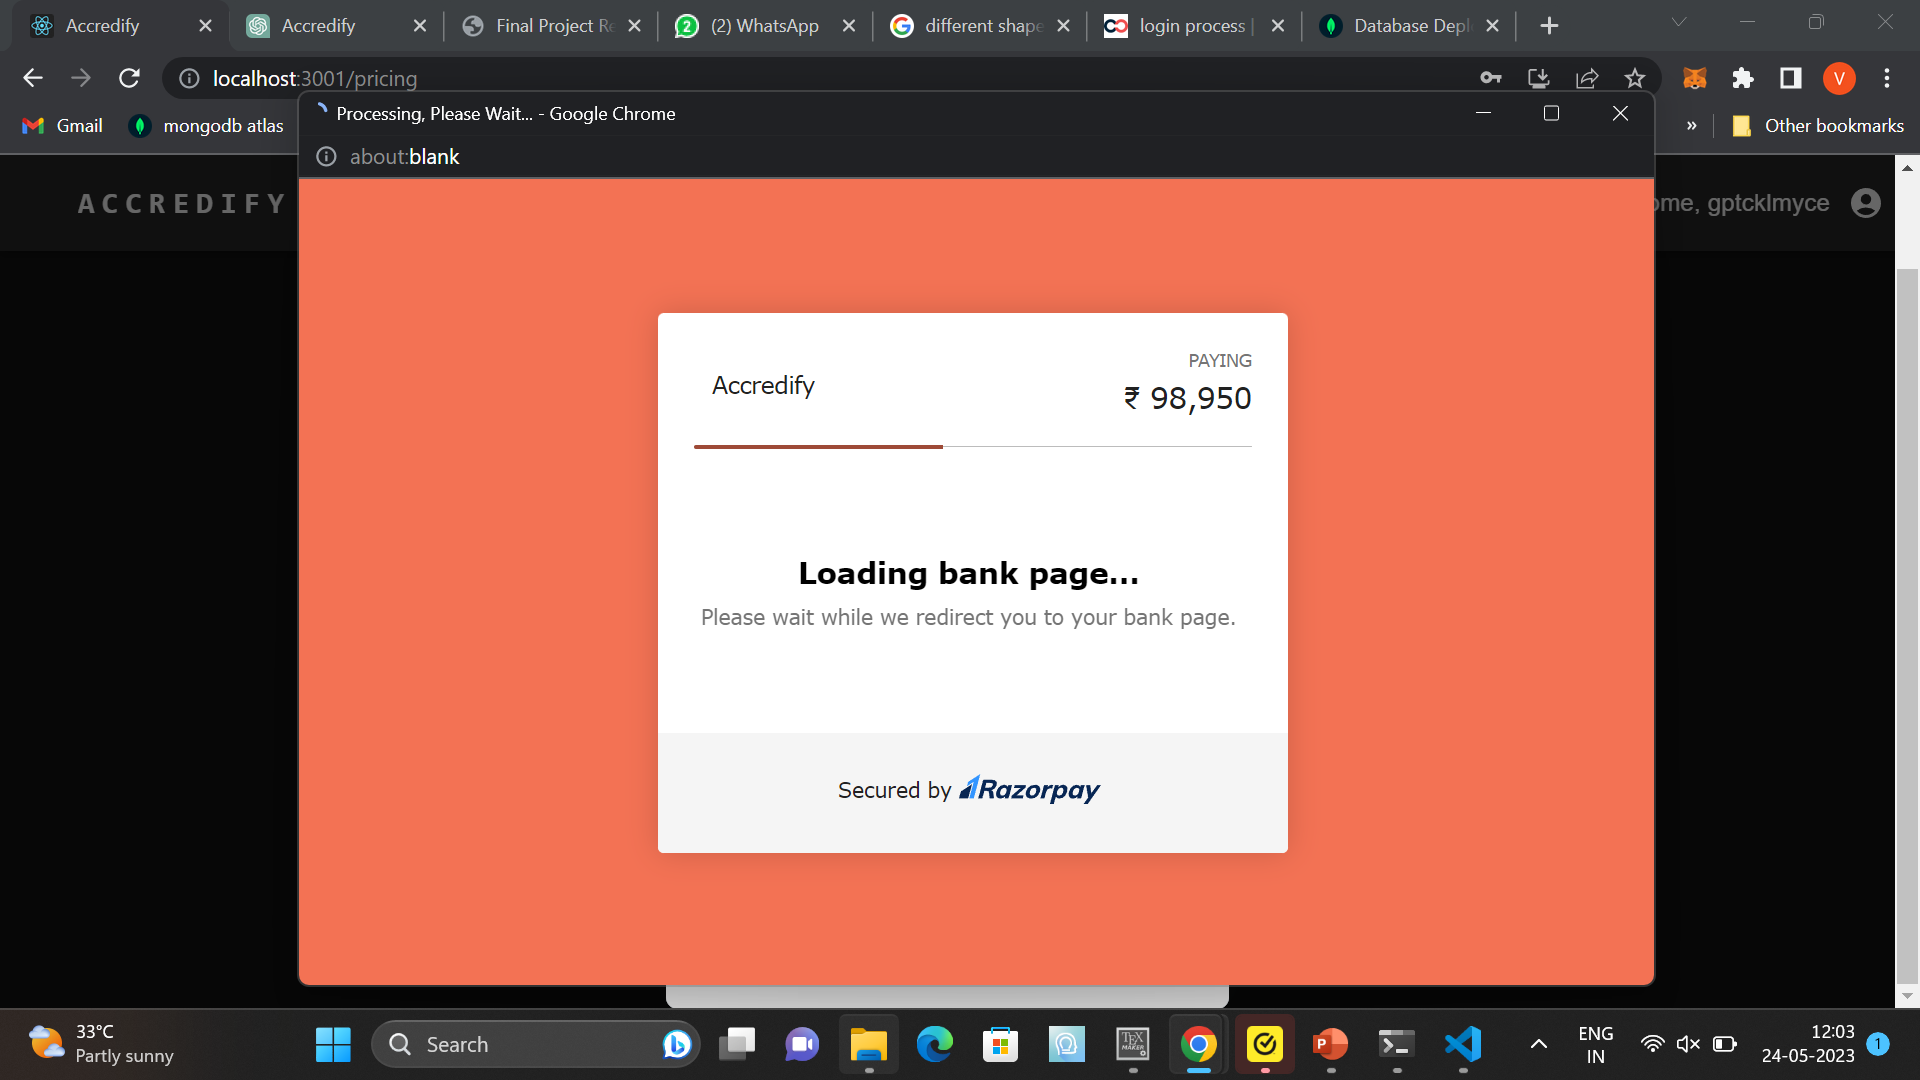 Accredify
Accredify
Final Project Re
(2) WhatsApp
different shape
login process |
Database Depl
localhost:3001/pricing
V
Gmail
mongodb atlas
»
Other bookmarks
Processing, Please Wait... - Google Chrome
about:blank
ACCREDIFY
ome, gptcklmyce
Accredify
PAYING
₹ 98,950
Loading bank page...
Please wait while we redirect you to your bank page.
Secured by Razorpay
33°C
Partly sunny
Search
ENG
IN
12:03
24-05-2023
1